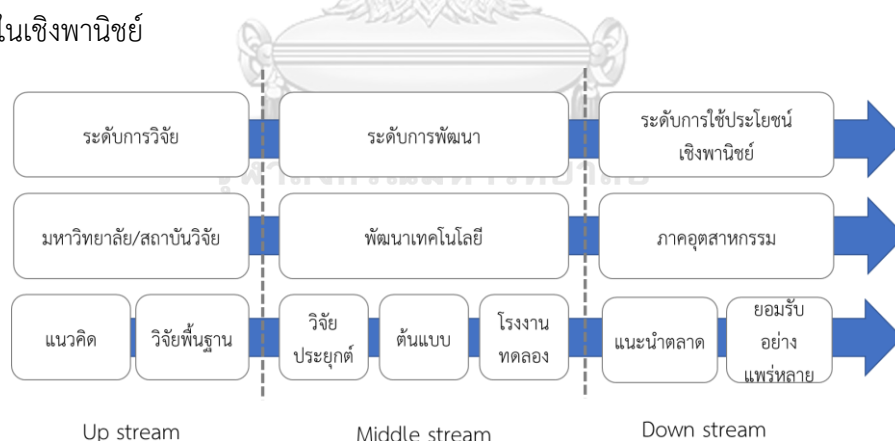 ในเชิงพานิชย์
ระดับการวิจัย
ระดับการพัฒนา
ระดับการใช้ประโยชน์
เชิงพานิชย์
มหาวิทยาลัย/สถาบันวิจัย
พัฒนาเทคโนโลยี
ภาคอุตสาหกรรม
แนวคิด
วิจัยพื้นฐาน
วิจัย
ประยุกต์
ต้นแบบ
โรงงาน
ทดลอง
แนะนำตลาด
ยอมรับ
อย่าง
แพร่หลาย
Up stream
Middle stream
Down stream